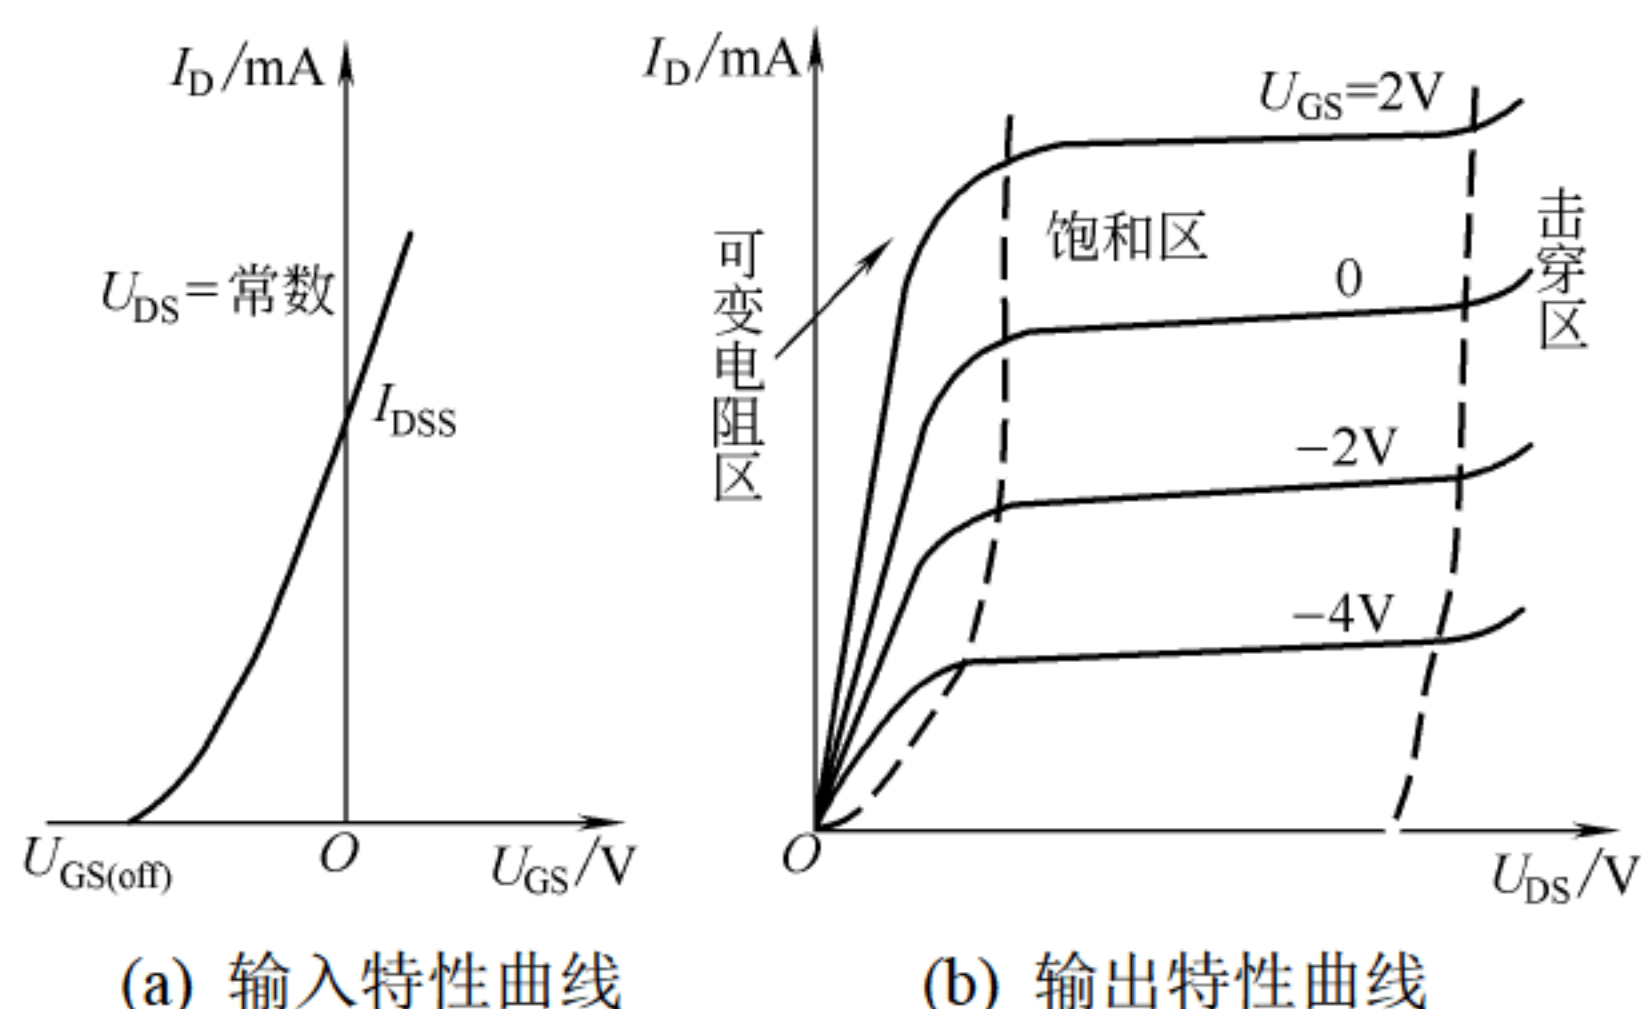 I_D/mA
U_DS=常数
I_DSS
U_GS(off)
O
U_GS/V
(a) 输入特性曲线
I_D/mA
U_GS=2V
可变电阻区
饱和区
击穿区
0
−2V
−4V
O
U_DS/V
(b) 输出特性曲线